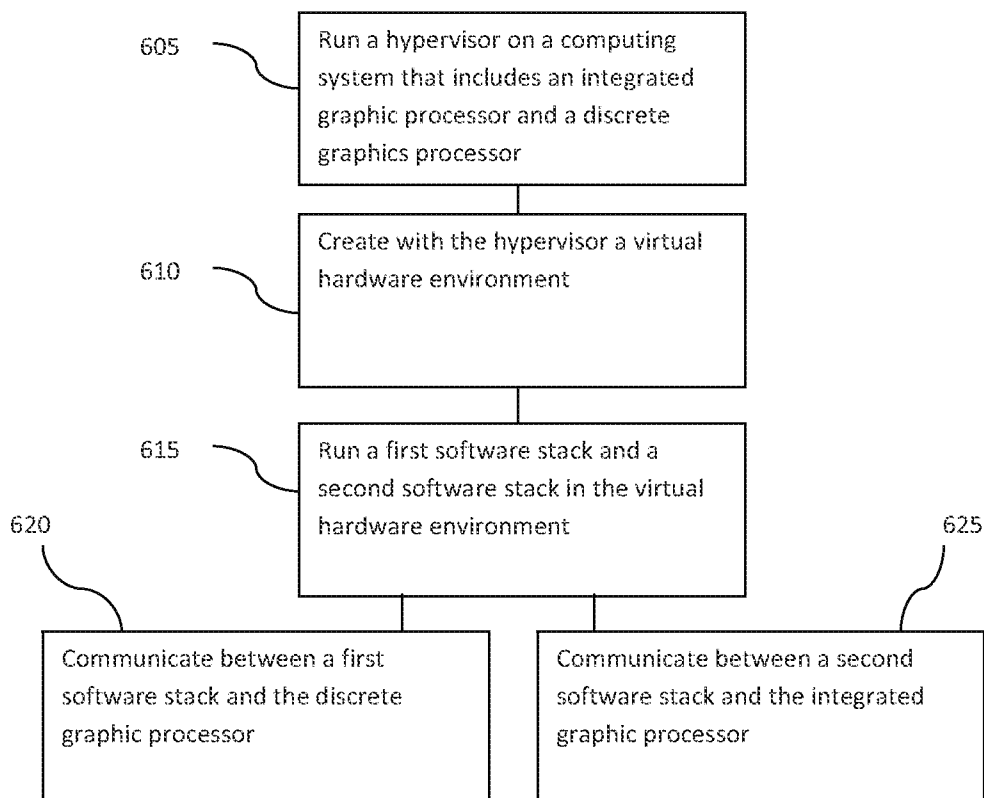 605
Run a hypervisor on a computing
system that includes an integrated
graphic processor and a discrete
graphics processor
610
Create with the hypervisor a virtual
hardware environment
615
Run a first software stack and a
second software stack in the virtual
hardware environment
620
625
Communicate between a first
software stack and the discrete
graphic processor
Communicate between a second
software stack and the integrated
graphic processor